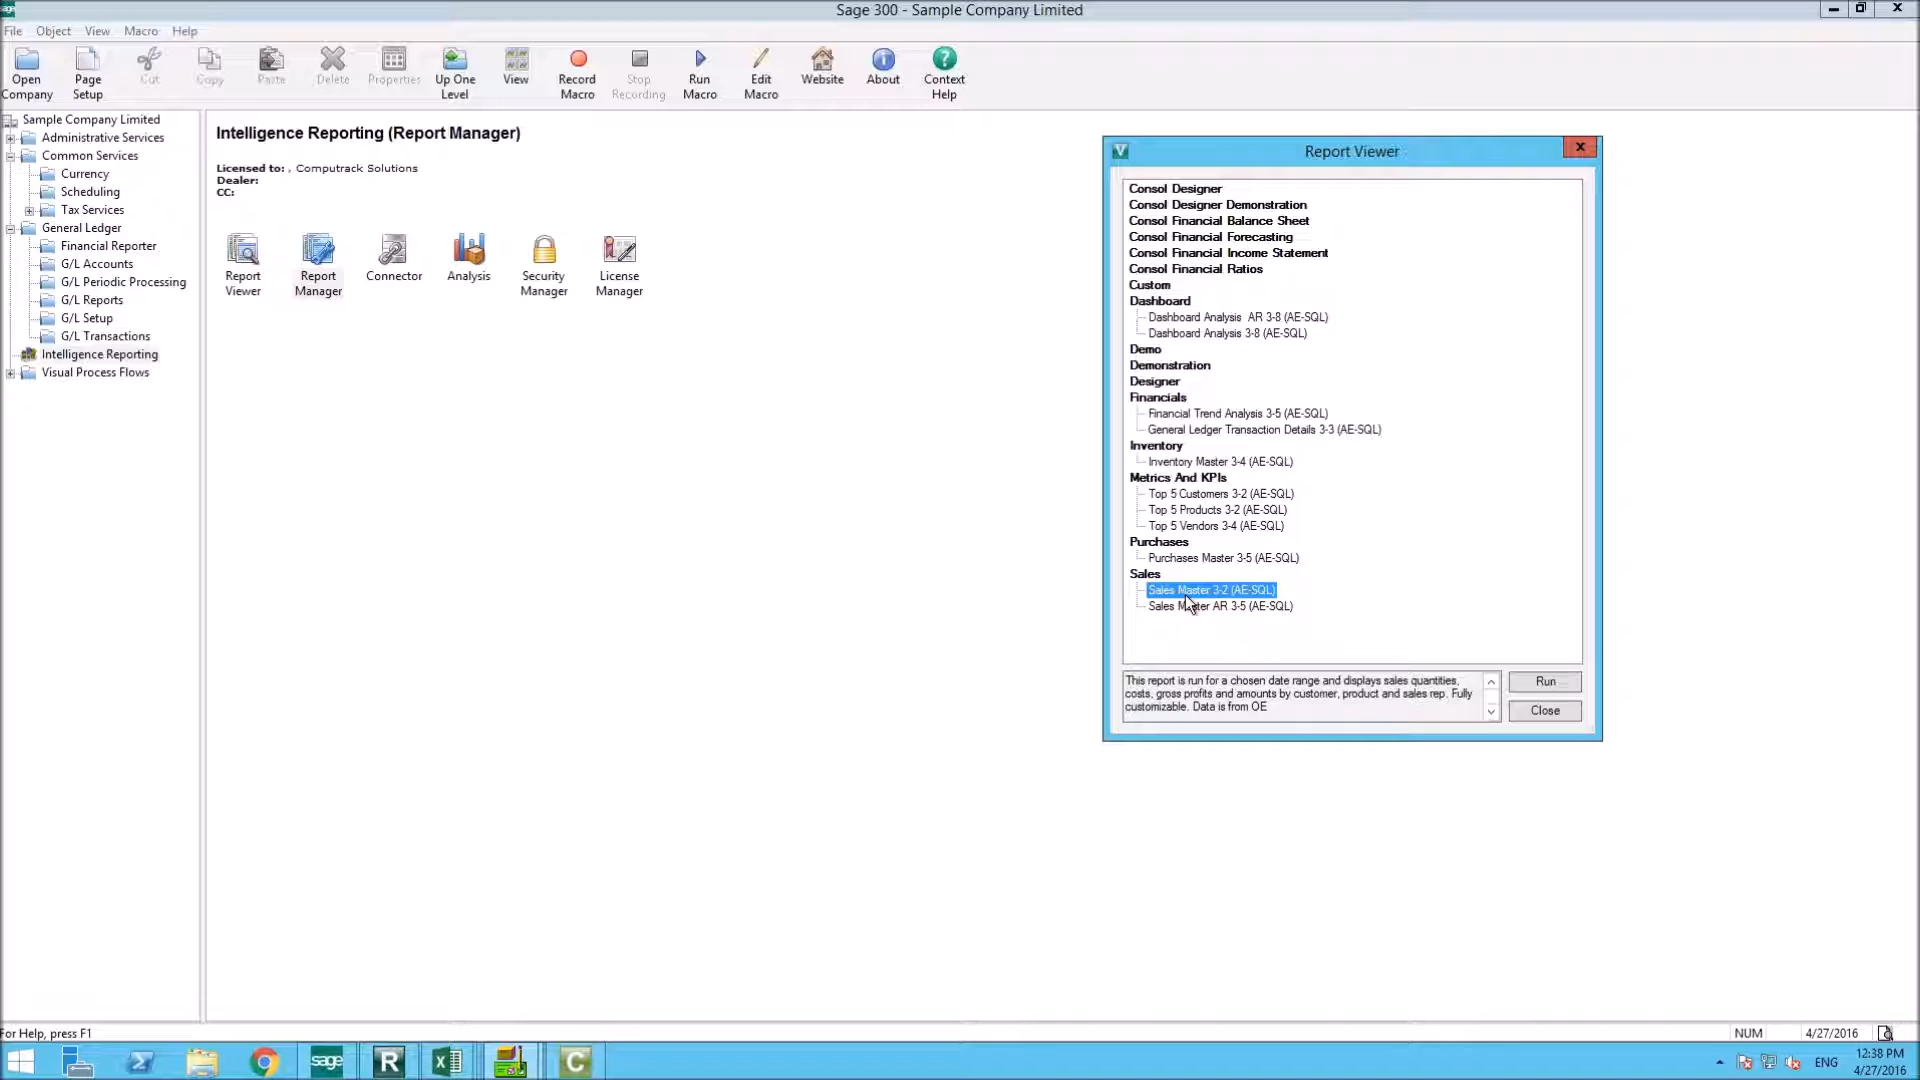 sage
Sage 300 - Sample Company Limited
File Object View Macro Help
Open Company
Page Setup
Cut
Copy
Paste
Delete
Properties
Up One Level
View
Record Macro
Stop Recording
Run Macro
Edit Macro
Website
About
Context Help
Sample Company Limited
Administrative Services
Common Services
Currency
Scheduling
Tax Services
General Ledger
Financial Reporter
G/L Accounts
G/L Periodic Processing
G/L Reports
G/L Setup
G/L Transactions
Intelligence Reporting
Visual Process Flows
Intelligence Reporting (Report Manager)
Licensed to: , Computrack Solutions
Dealer:
CC:
Report Viewer
Report Manager
Connector
Analysis
Security Manager
License Manager
Report Viewer
Consol Designer
Consol Designer Demonstration
Consol Financial Balance Sheet
Consol Financial Forecasting
Consol Financial Income Statement
Consol Financial Ratios
Custom
Dashboard
Dashboard Analysis AR 3-8 (AE-SQL)
Dashboard Analysis 3-8 (AE-SQL)
Demo
Demonstration
Designer
Financials
Financial Trend Analysis 3-5 (AE-SQL)
General Ledger Transaction Details 3-3 (AE-SQL)
Inventory
Inventory Master 3-4 (AE-SQL)
Metrics And KPIs
Top 5 Customers 3-2 (AE-SQL)
Top 5 Products 3-2 (AE-SQL)
Top 5 Vendors 3-4 (AE-SQL)
Purchases
Purchases Master 3-5 (AE-SQL)
Sales
Sales Master 3-2 (AE-SQL)
Sales Master AR 3-5 (AE-SQL)
This report is run for a chosen date range and displays sales quantities,
costs, gross profits and amounts by customer, product and sales rep. Fully
customizable. Data is from OE
Run
Close
For Help, press F1
NUM
4/27/2016
sage
R
C
ENG
12:38 PM
4/27/2016